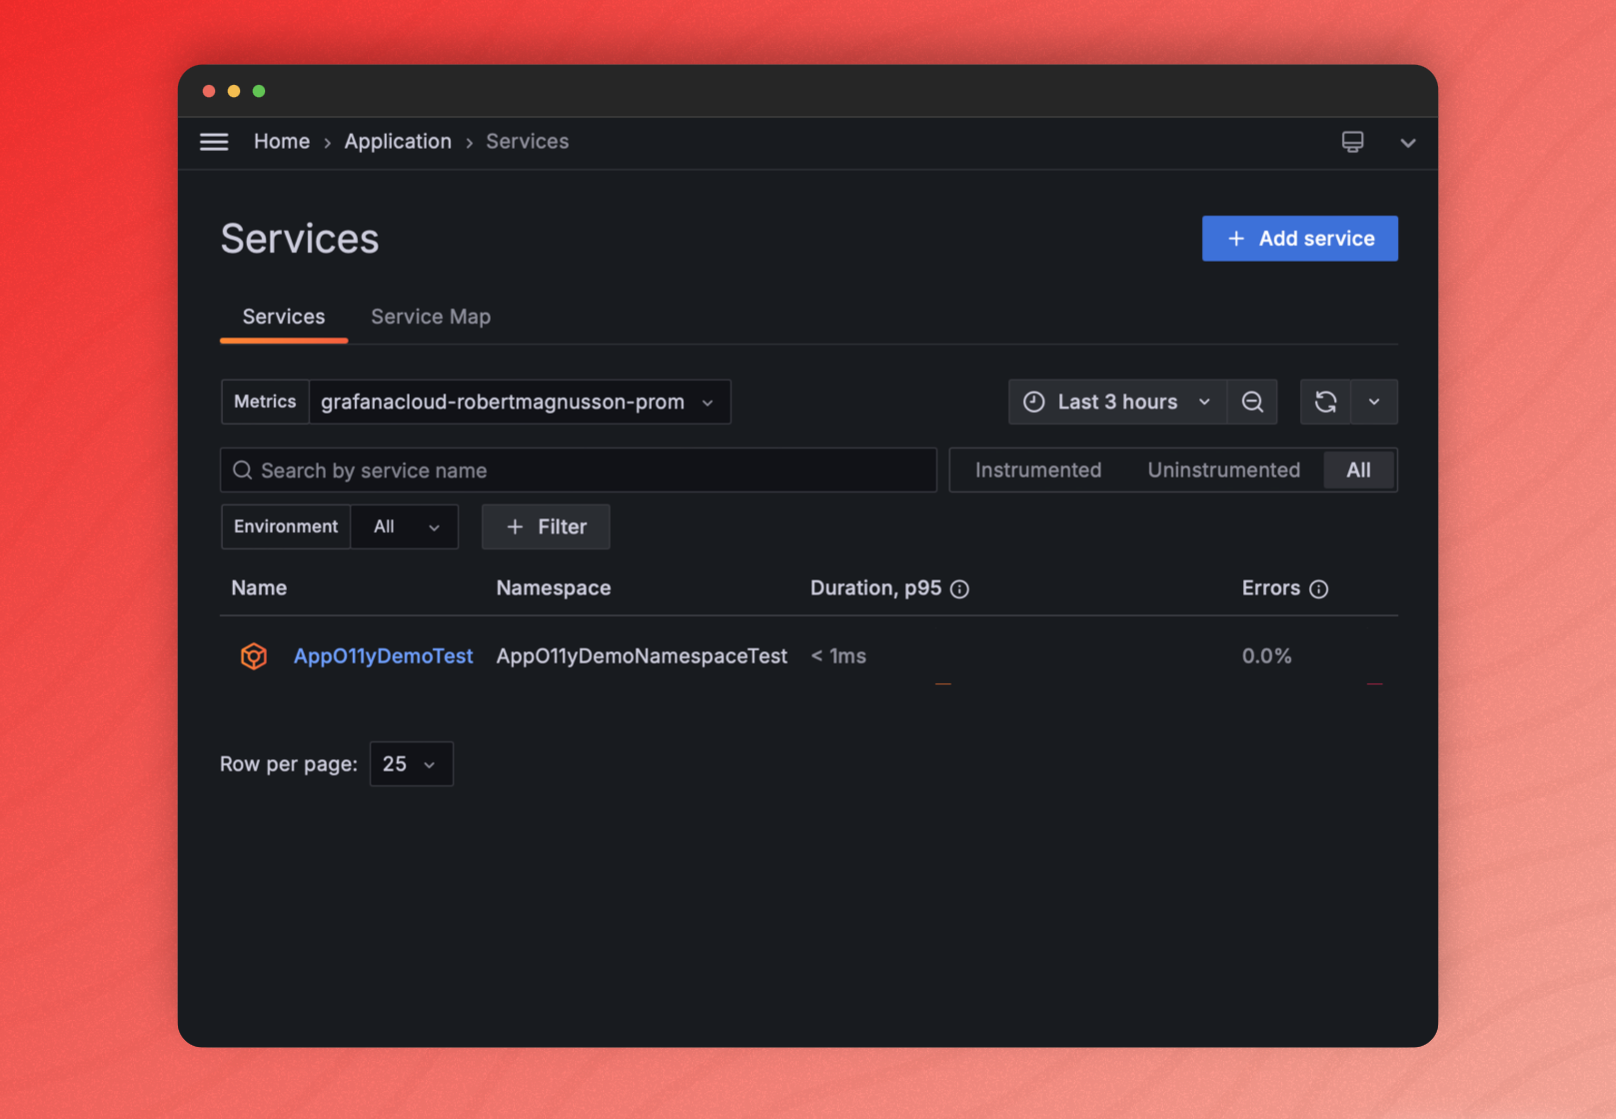 Home › Application › Services
Services
+ Add service
Services Service Map
Metrics grafanacloud-robertmagnusson-prom Last 3 hours
Search by service name Instrumented Uninstrumented All
Environment All + Filter
Name Namespace Duration, p95 Errors
AppO11yDemoTest AppO11yDemoNamespaceTest < 1ms 0.0%
Row per page: 25